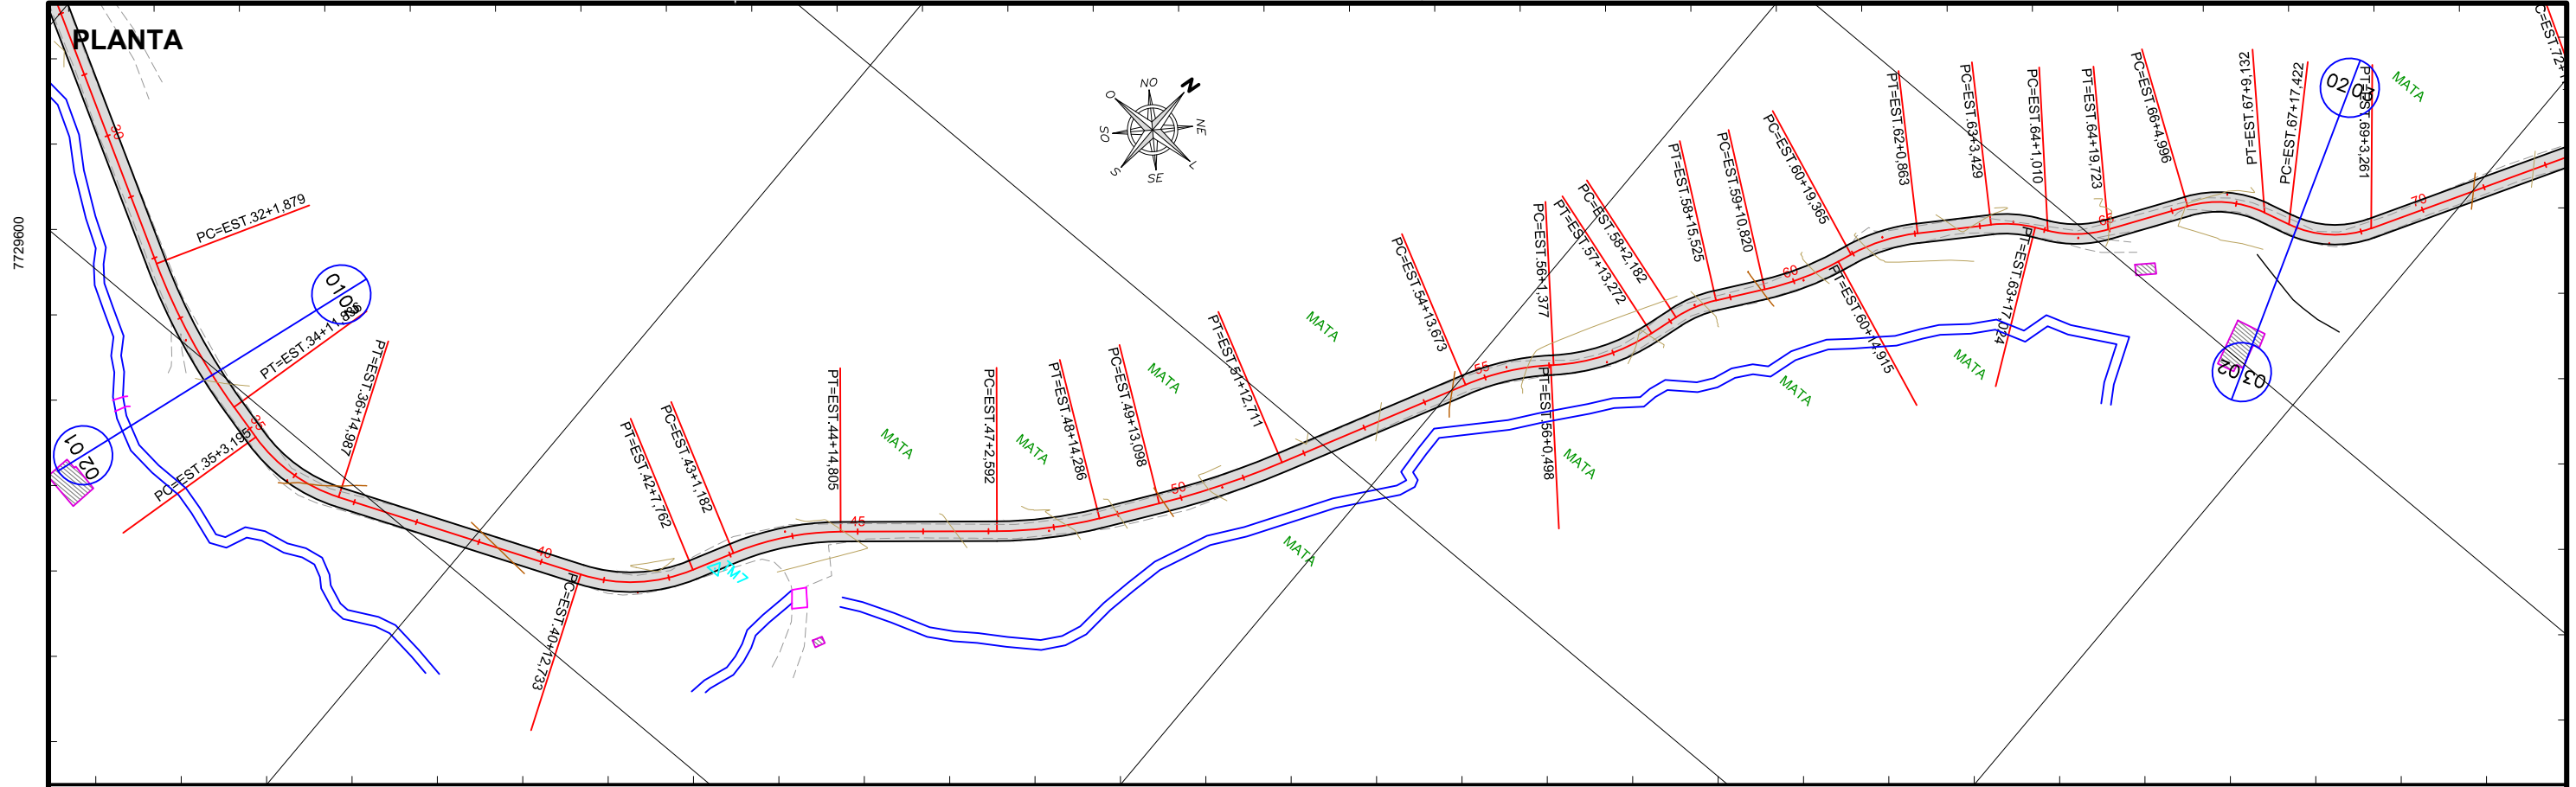 PLANTA
7729600
30
PC=EST.32+1,879
01
02
PT=EST.34+11,836
35
PC=EST.35+3,195
PT=EST.36+14,987
01
02
40
PC=EST.40+12,733
PT=EST.42+7,762
PC=EST.43+1,182
M7
PT=EST.44+14,805
45
MATA
PC=EST.47+2,592
MATA
PT=EST.48+14,286
PC=EST.49+13,098
MATA
50
PT=EST.51+12,711
MATA
MATA
NO
N
NE
L
SE
S
SO
O
PC=EST.54+13,673
55
PC=EST.56+1,377
PT=EST.56+0,498
MATA
PT=EST.57+13,272
PC=EST.58+2,182
PT=EST.58+15,525
PC=EST.59+10,820
60
MATA
PC=EST.60+19,365
PT=EST.60+14,915
PT=EST.62+0,863
PC=EST.63+3,429
MATA
PT=EST.63+17,024
PC=EST.64+1,010
PT=EST.64+19,723
65
PC=EST.66+4,996
PT=EST.67+9,132
PC=EST.67+17,422
02
PT=EST.69+3,261
MATA
70
03
02